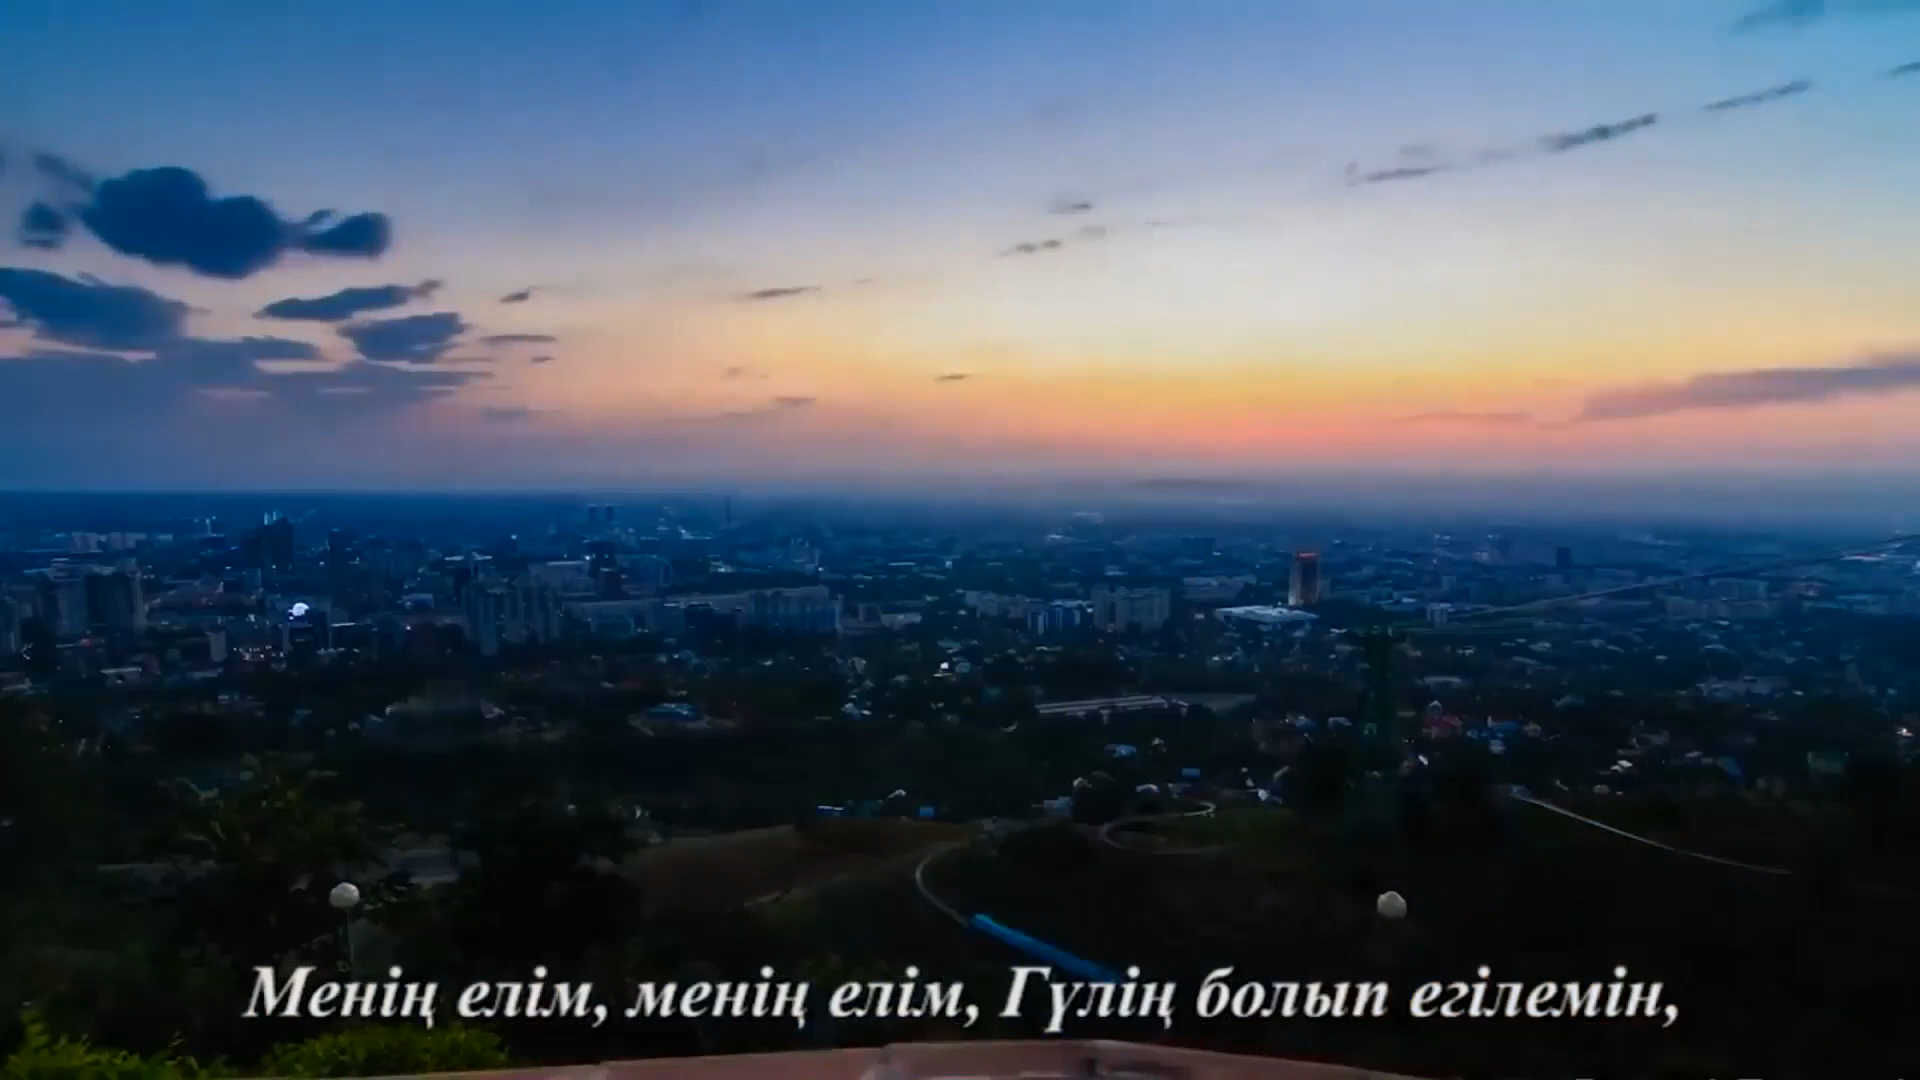 Менің елім, менің елім, Гүлің болып егілемін,